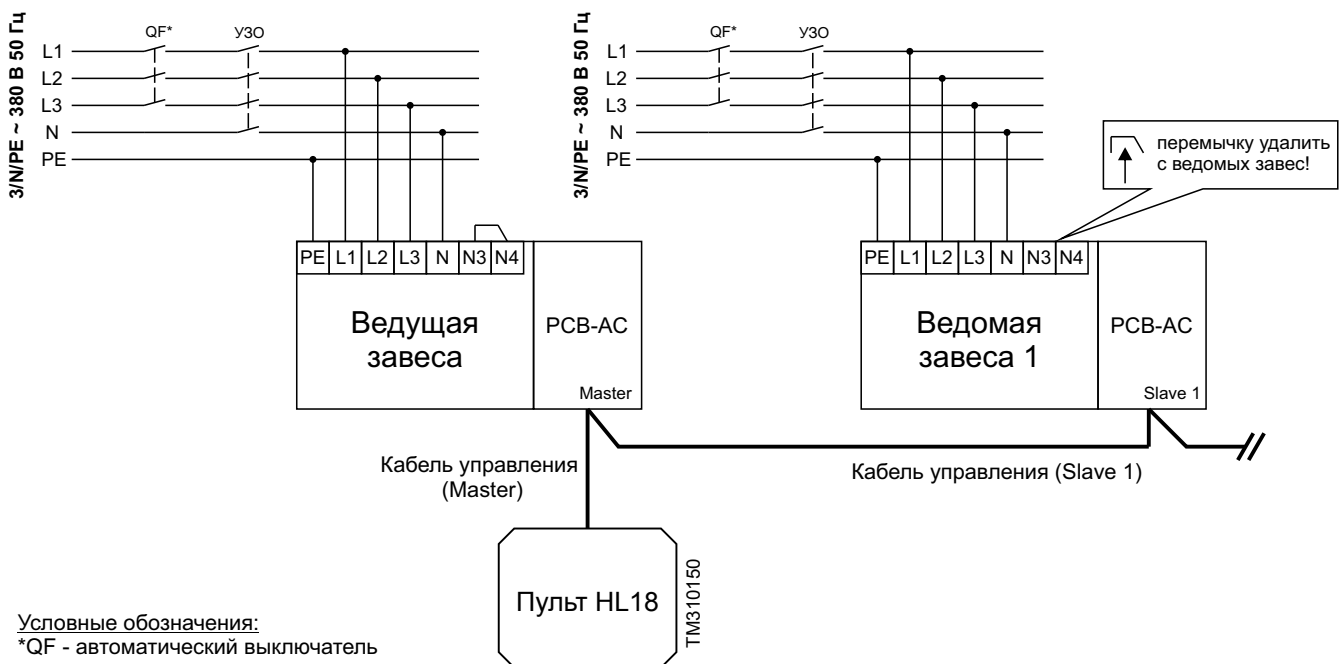 3/N/PE ~ 380 В 50 Гц
QF*
УЗО
L1
L2
L3
N
PE
3/N/PE ~ 380 В 50 Гц
QF*
УЗО
L1
L2
L3
N
PE
перемычку удалить
с ведомых завес!
PE L1 L2 L3 N N3 N4
Ведущая
завеса
PCB-AC
Master
PE L1 L2 L3 N N3 N4
Ведомая
завеса 1
PCB-AC
Slave 1
Кабель управления
(Master)
Кабель управления (Slave 1)
Пульт HL18
TM310150
Условные обозначения:
*QF - автоматический выключатель